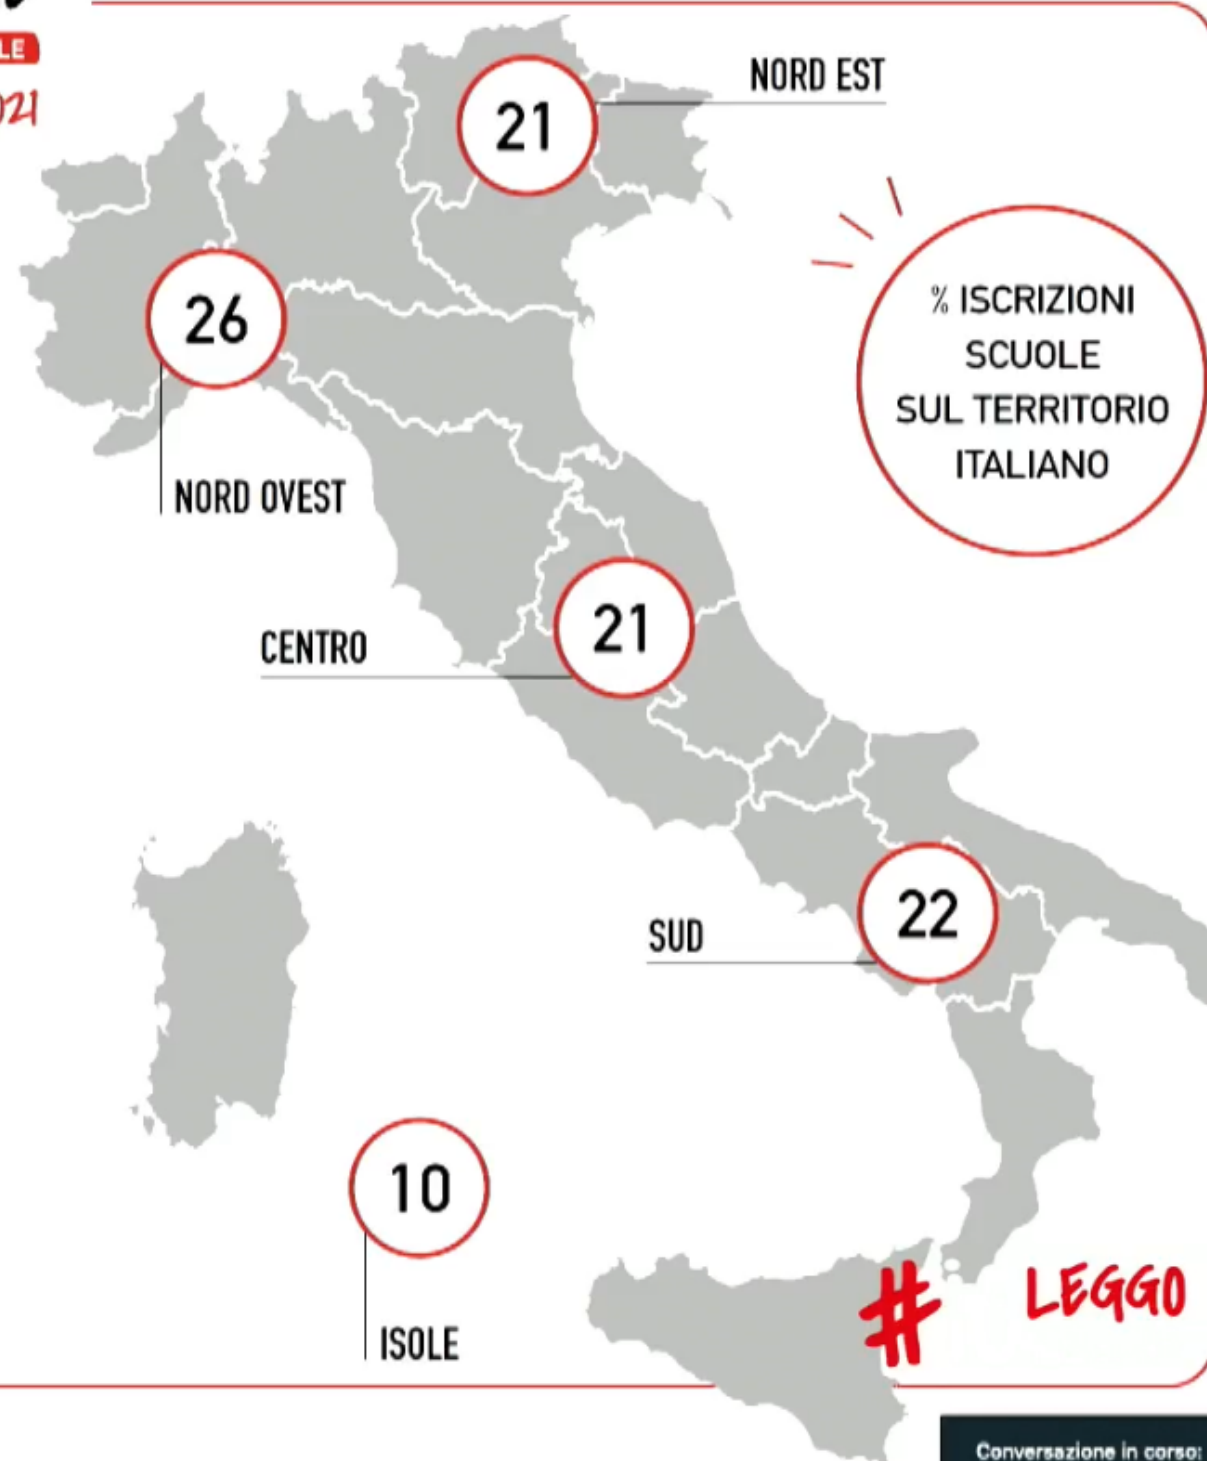 NORD EST
21
% ISCRIZIONI
SCUOLE
SUL TERRITORIO
ITALIANO
26
NORD OVEST
21
CENTRO
22
SUD
10
ISOLE
# LEGGO
Conversazione in corso: